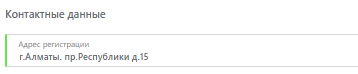 Контактные данные
Адрес регистрации
г.Алматы. пр.Республики д.15